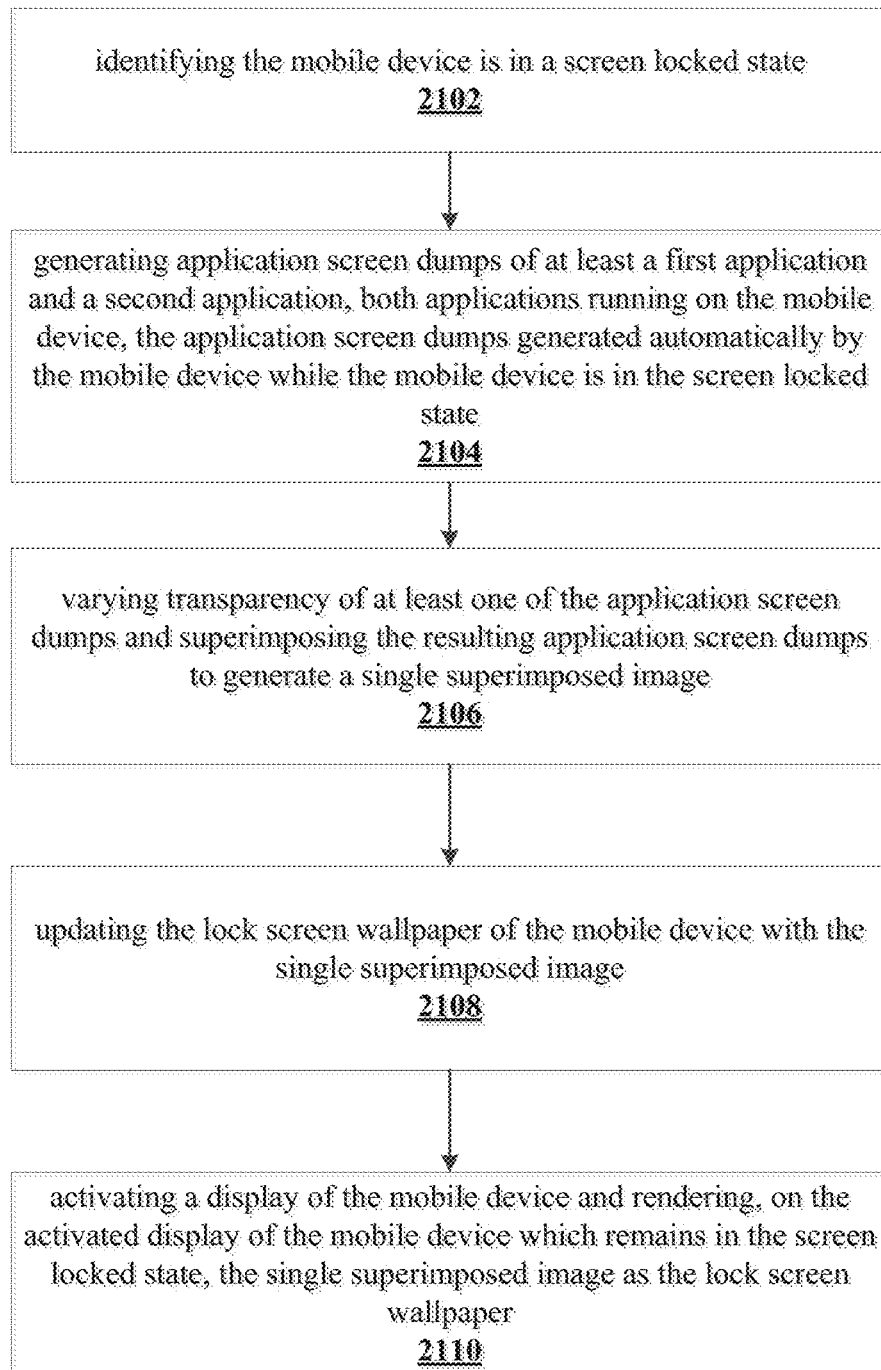 identifying the mobile device is in a screen locked state
2102
generating application screen dumps of at least a first application
and a second application, both applications running on the mobile
device, the application screen dumps generated automatically by
the mobile device while the mobile device is in the screen locked
state
2104
varying transparency of at least one of the application screen
dumps and superimposing the resulting application screen dumps
to generate a single superimposed image
2106
updating the lock screen wallpaper of the mobile device with the
single superimposed image
2108
activating a display of the mobile device and rendering, on the
activated display of the mobile device which remains in the screen
locked state, the single superimposed image as the lock screen
wallpaper
2110